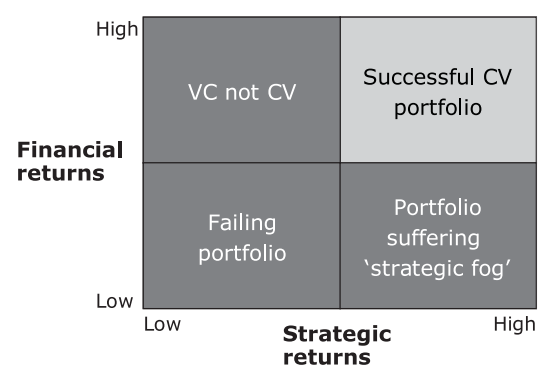 High
VC not CV
Successful CV
portfolio
Financial
returns
Failing
portfolio
Portfolio
suffering
‘strategic fog’
Low
Low
Strategic
returns
High